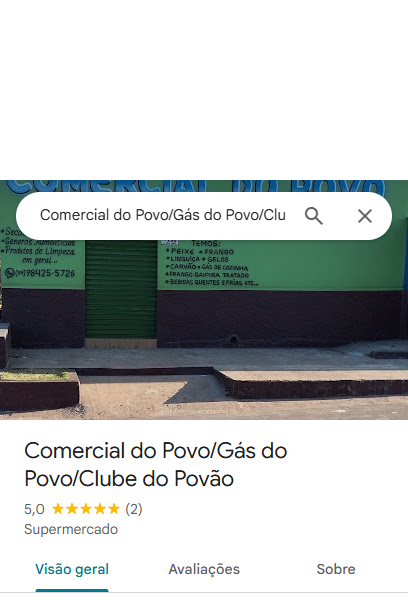 COMERCIAL DO POVO
Comercial do Povo/Gás do Povo/Clu
*Gêneros Alimentícios
*Produtos de Limpeza
em geral...
98425-5726
TEMOS:
*PEIXE *FRANGO
*LINGUIÇA *GELOS
*CARVÃO *GÁS DE COZINHA
*FRANGO CAIPIRA TRATADO
*BEBIDAS QUENTES E FRIAS ETC...
Comercial do Povo/Gás do
Povo/Clube do Povão
5,0 ★★★★★ (2)
Supermercado
Visão geral Avaliações Sobre